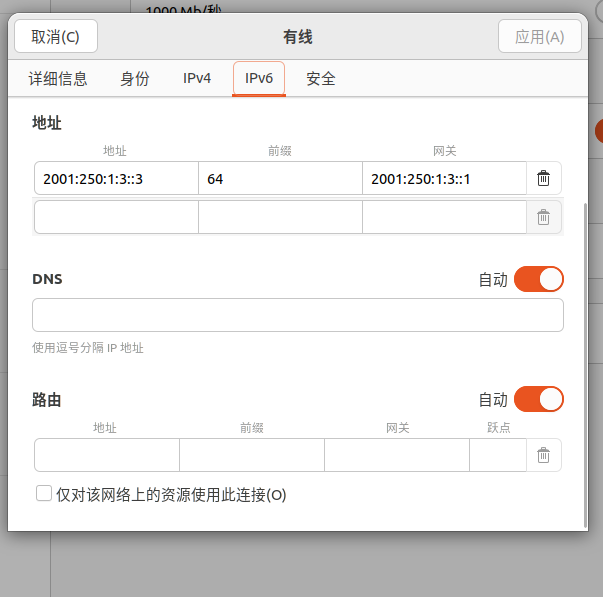 1000 Mb/秒
取消(C) 有线 应用(A)
详细信息 身份 IPv4 IPv6 安全
地址
地址 前缀 网关
2001:250:1:3::3 64 2001:250:1:3::1
DNS 自动
使用逗号分隔 IP 地址
路由 自动
地址 前缀 网关 跃点
仅对该网络上的资源使用此连接(O)